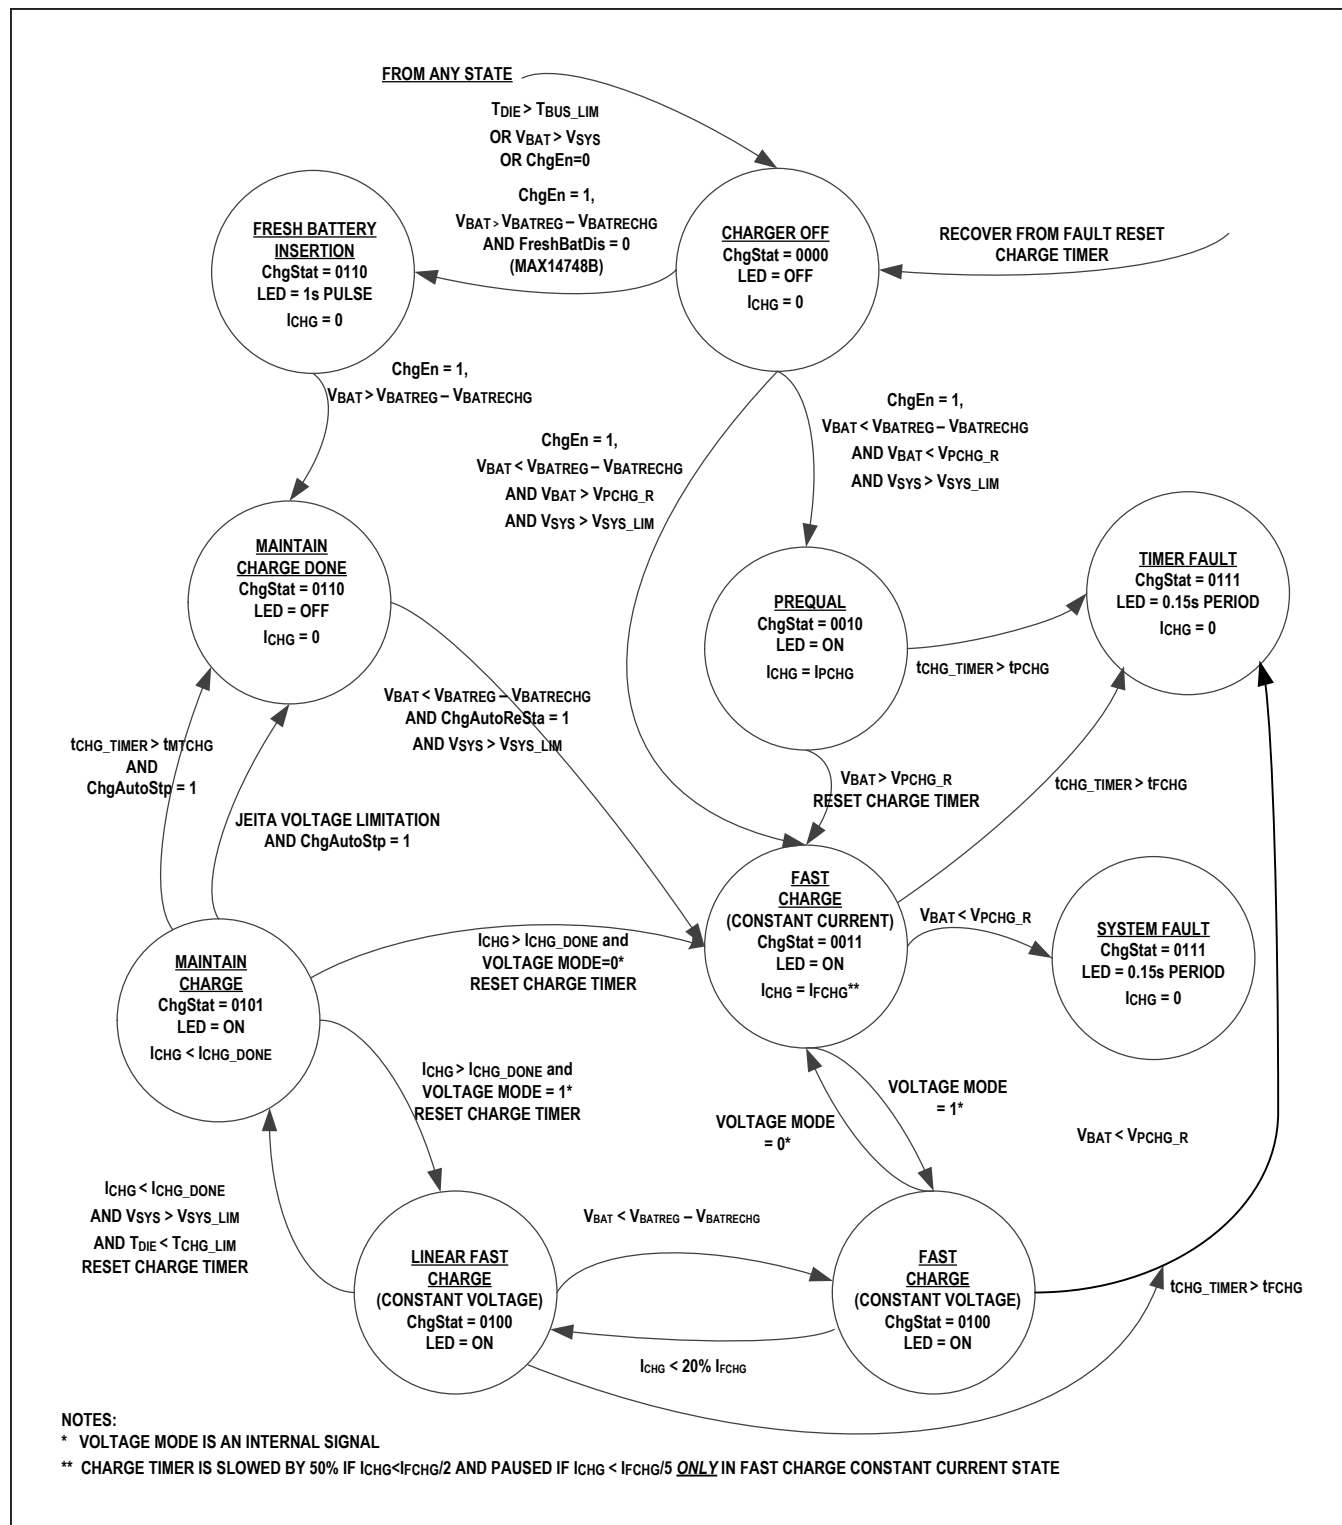 FROM ANY STATE
TDIE > TBUS_LIM
OR VBAT > VSYS
OR ChgEn=0
ChgEn = 1,
VBAT > VBATREG – VBATRECHG
AND FreshBatDis = 0
(MAX14748B)
FRESH BATTERY
INSERTION
ChgStat = 0110
LED = 1s PULSE
ICHG = 0
CHARGER OFF
ChgStat = 0000
LED = OFF
ICHG = 0
RECOVER FROM FAULT RESET
CHARGE TIMER
ChgEn = 1,
VBAT > VBATREG – VBATRECHG
ChgEn = 1,
VBAT < VBATREG – VBATRECHG
AND VBAT > VPCHG_R
AND VSYS > VSYS_LIM
ChgEn = 1,
VBAT < VBATREG – VBATRECHG
AND VBAT < VPCHG_R
AND VSYS > VSYS_LIM
MAINTAIN
CHARGE DONE
ChgStat = 0110
LED = OFF
ICHG = 0
PREQUAL
ChgStat = 0010
LED = ON
ICHG = IPCHG
TIMER FAULT
ChgStat = 0111
LED = 0.15s PERIOD
ICHG = 0
tCHG_TIMER > tPCHG
VBAT < VBATREG – VBATRECHG
AND ChgAutoReSta = 1
AND VSYS > VSYS_LIM
tCHG_TIMER > tMTCHG
AND
ChgAutoStp = 1
VBAT > VPCHG_R
RESET CHARGE TIMER
tCHG_TIMER > tFCHG
JEITA VOLTAGE LIMITATION
AND ChgAutoStp = 1
FAST
CHARGE
(CONSTANT CURRENT)
ChgStat = 0011
LED = ON
ICHG = IFCHG**
VBAT < VPCHG_R
SYSTEM FAULT
ChgStat = 0111
LED = 0.15s PERIOD
ICHG = 0
MAINTAIN
CHARGE
ChgStat = 0101
LED = ON
ICHG < ICHG_DONE
ICHG > ICHG_DONE and
VOLTAGE MODE=0*
RESET CHARGE TIMER
ICHG > ICHG_DONE and
VOLTAGE MODE = 1*
RESET CHARGE TIMER
VOLTAGE MODE
= 0*
VOLTAGE MODE
= 1*
VBAT < VPCHG_R
ICHG < ICHG_DONE
AND VSYS > VSYS_LIM
AND TDIE < TCHG_LIM
RESET CHARGE TIMER
VBAT < VBATREG – VBATRECHG
LINEAR FAST
CHARGE
(CONSTANT VOLTAGE)
ChgStat = 0100
LED = ON
FAST
CHARGE
(CONSTANT VOLTAGE)
ChgStat = 0100
LED = ON
tCHG_TIMER > tFCHG
ICHG < 20% IFCHG
NOTES:
* VOLTAGE MODE IS AN INTERNAL SIGNAL
** CHARGE TIMER IS SLOWED BY 50% IF ICHG<IFCHG/2 AND PAUSED IF ICHG < IFCHG/5 ONLY IN FAST CHARGE CONSTANT CURRENT STATE